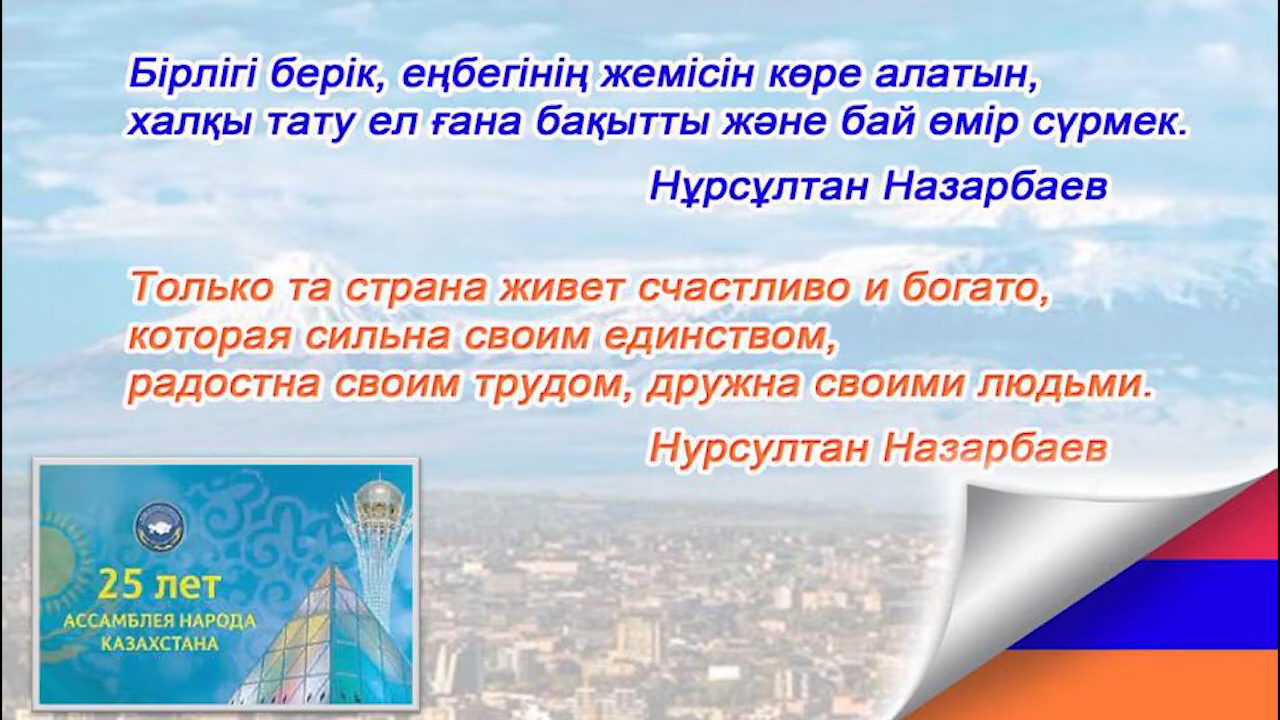 Бірлігі берік, еңбегінің жемісін көре алатын,
халқы тату ел ғана бақытты және бай өмір сүрмек.
Нұрсұлтан Назарбаев
Только та страна живет счастливо и богато,
которая сильна своим единством,
радостна своим трудом, дружна своими людьми.
Нурсултан Назарбаев
25 лет
АССАМБЛЕЯ НАРОДА
КАЗАХСТАНА